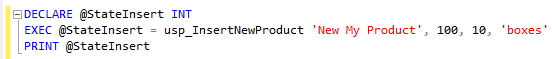 DECLARE @StateInsert INT
EXEC @StateInsert = usp_InsertNewProduct 'New My Product', 100, 10, 'boxes'
PRINT @StateInsert